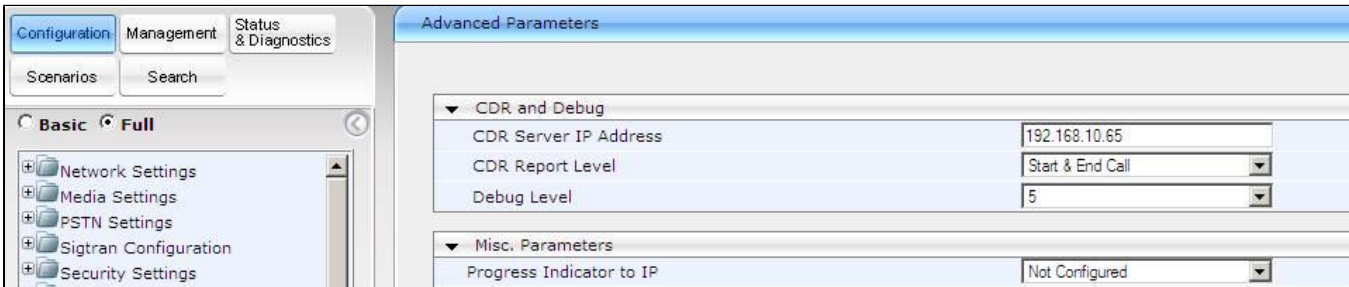 Configuration
Management
Status
& Diagnostics
Scenarios
Search
Basic
Full
Network Settings
Media Settings
PSTN Settings
Sigtran Configuration
Security Settings
Advanced Parameters
CDR and Debug
CDR Server IP Address 192.168.10.65
CDR Report Level Start & End Call
Debug Level 5
Misc. Parameters
Progress Indicator to IP Not Configured